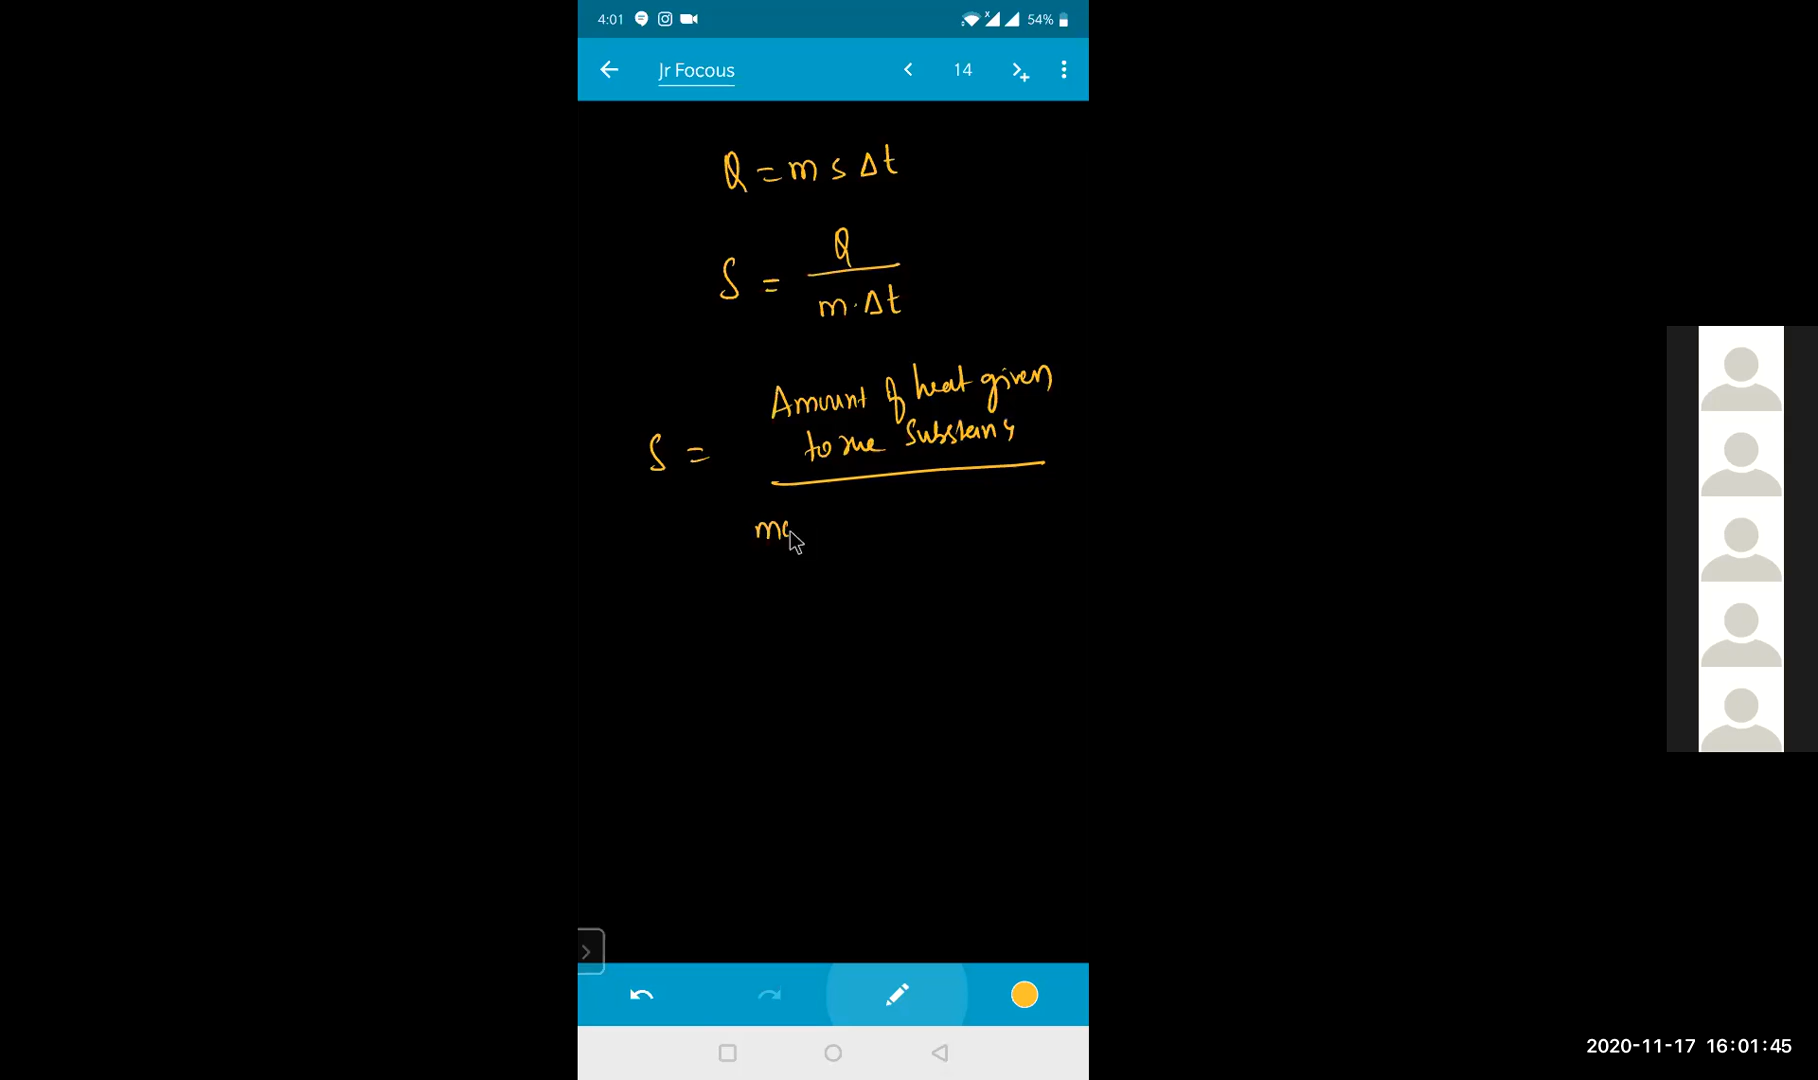 4:01 54%
Jr Focous 14
Q = m s Δt
S = Q / m·Δt
Amount of heat given
to the
S =
ma
2020-11-17 16:01:45